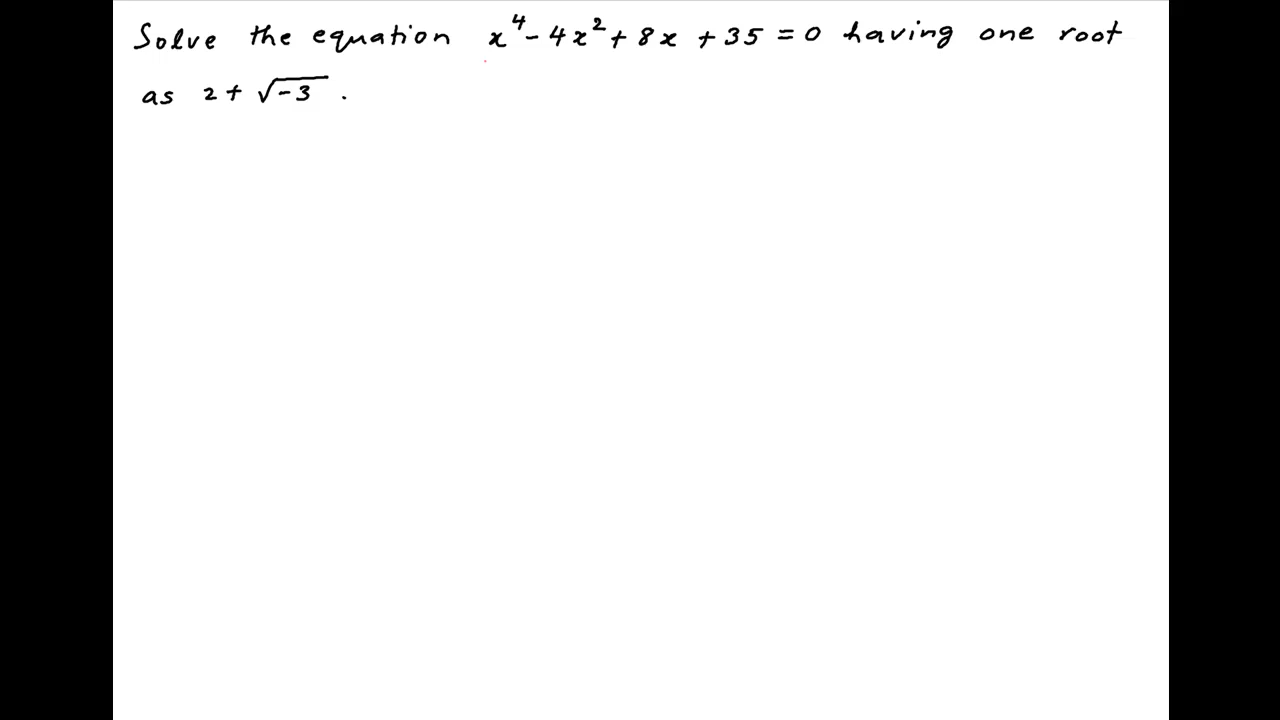 Solve the equation x⁴ - 4x² + 8x + 35 = 0 having one root
as 2 + √-3 .